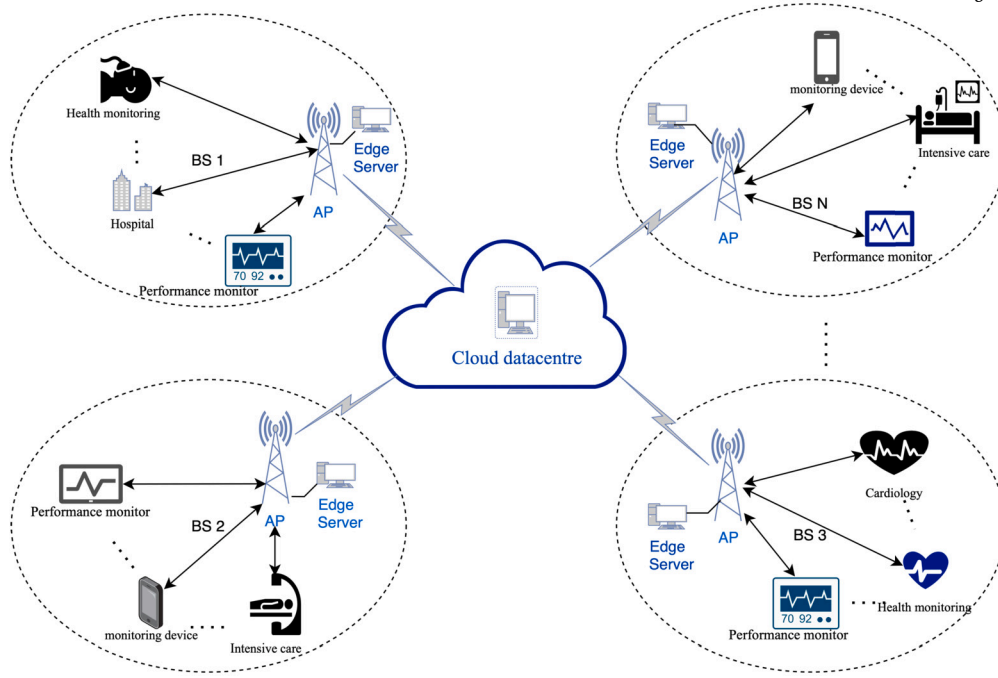 Health monitoring
BS 1
Edge
Server
AP
Hospital
70 92
Performance monitor
monitoring device
Edge
Server
Intensive care
AP
BS N
Performance monitor
Cloud datacentre
Performance monitor
BS 2
AP
Edge
Server
monitoring device
Intensive care
Cardiology
Edge
Server
AP
BS 3
Health monitoring
70 92
Performance monitor